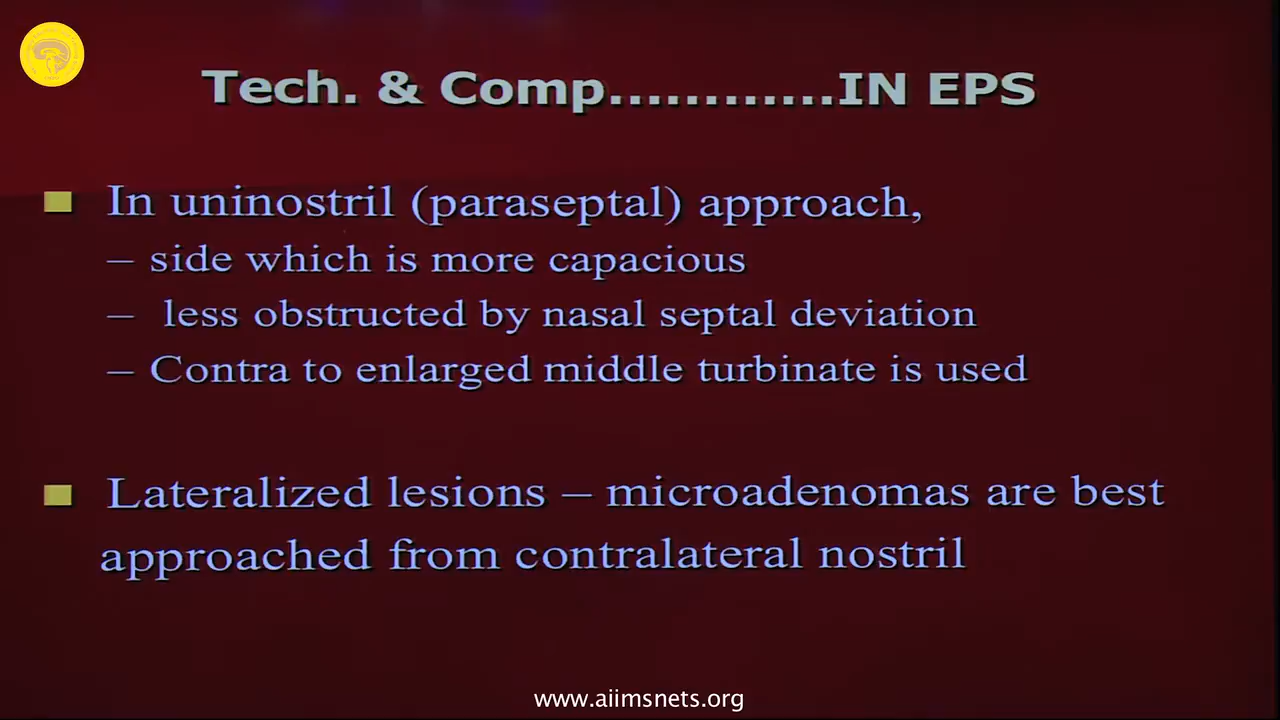 Tech. & Comp............IN EPS
In uninostril (paraseptal) approach,
– side which is more capacious
– less obstructed by nasal septal deviation
– Contra to enlarged middle turbinate is used
Lateralized lesions – microadenomas are best
approached from contralateral nostril
www.aiimsnets.org